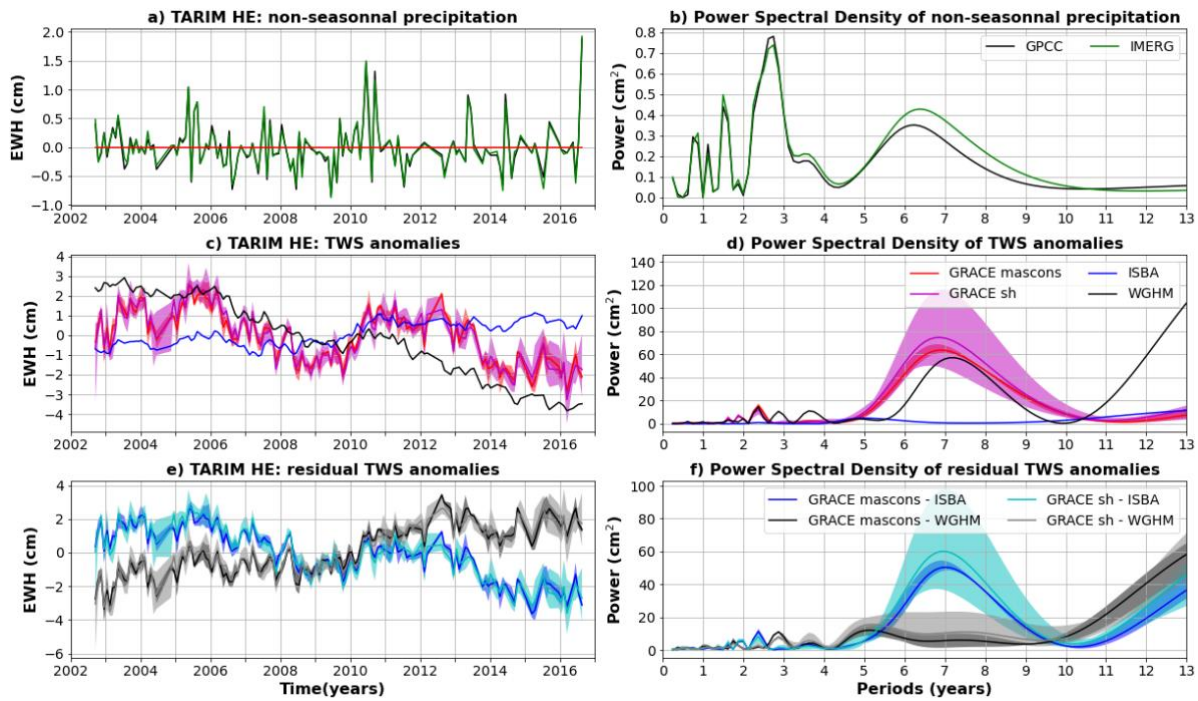 a) TARIM HE: non-seasonnal precipitation
EWH (cm)
2.0
1.5
1.0
0.5
0.0
−0.5
−1.0
2002 2004 2006 2008 2010 2012 2014 2016
b) Power Spectral Density of non-seasonnal precipitation
GPCC IMERG
Power (cm²)
0.8
0.7
0.6
0.5
0.4
0.3
0.2
0.1
0.0
0 1 2 3 4 5 6 7 8 9 10 11 12 13
c) TARIM HE: TWS anomalies
EWH (cm)
4
3
2
1
0
−1
−2
−3
−4
2002 2004 2006 2008 2010 2012 2014 2016
d) Power Spectral Density of TWS anomalies
GRACE mascons ISBA
GRACE sh WGHM
Power (cm²)
140
120
100
80
60
40
20
0
0 1 2 3 4 5 6 7 8 9 10 11 12 13
e) TARIM HE: residual TWS anomalies
EWH (cm)
4
2
0
−2
−4
−6
2002 2004 2006 2008 2010 2012 2014 2016
Time(years)
f) Power Spectral Density of residual TWS anomalies
GRACE mascons - ISBA GRACE sh - ISBA
GRACE mascons - WGHM GRACE sh - WGHM
Power (cm²)
100
80
60
40
20
0
0 1 2 3 4 5 6 7 8 9 10 11 12 13
Periods (years)